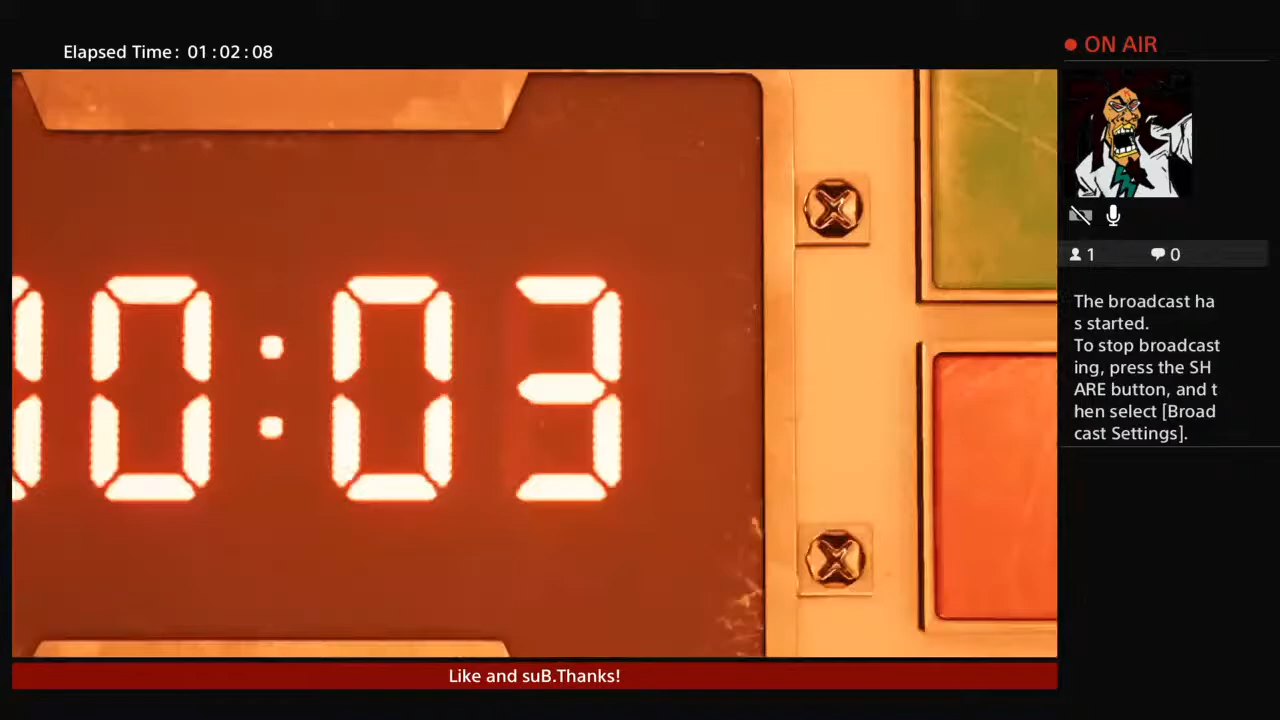 Elapsed Time: 01:02:08
ON AIR
00:03
1 0
The broadcast ha
s started.
To stop broadcast
ing, press the SH
ARE button, and t
hen select [Broad
cast Settings].
Like and suB.Thanks!